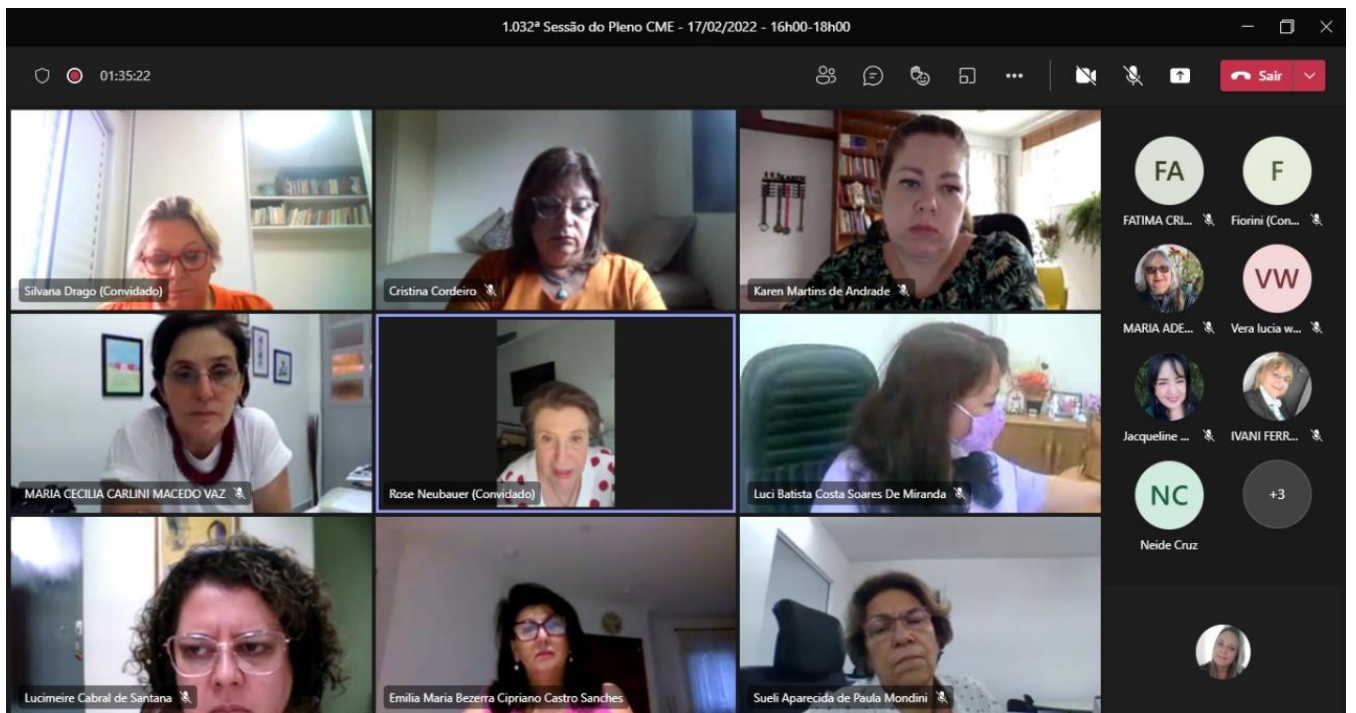 1.032ª Sessão do Pleno CME - 17/02/2022 - 16h00-18h00
01:35:22
Sair
Silvana Drago (Convidado)
Cristina Cordeiro
Karen Martins de Andrade
FA
F
FATIMA CRI...
Fiorini (Con...
VW
MARIA ADE...
Vera lucia w...
MARIA CECILIA CARLINI MACEDO VAZ
Rose Neubauer (Convidado)
Luci Batista Costa Soares De Miranda
Jacqueline ...
IVANI FERR...
NC
+3
Neide Cruz
Lucimeire Cabral de Santana
Emilia Maria Bezerra Cipriano Castro Sanches
Sueli Aparecida de Paula Mondini